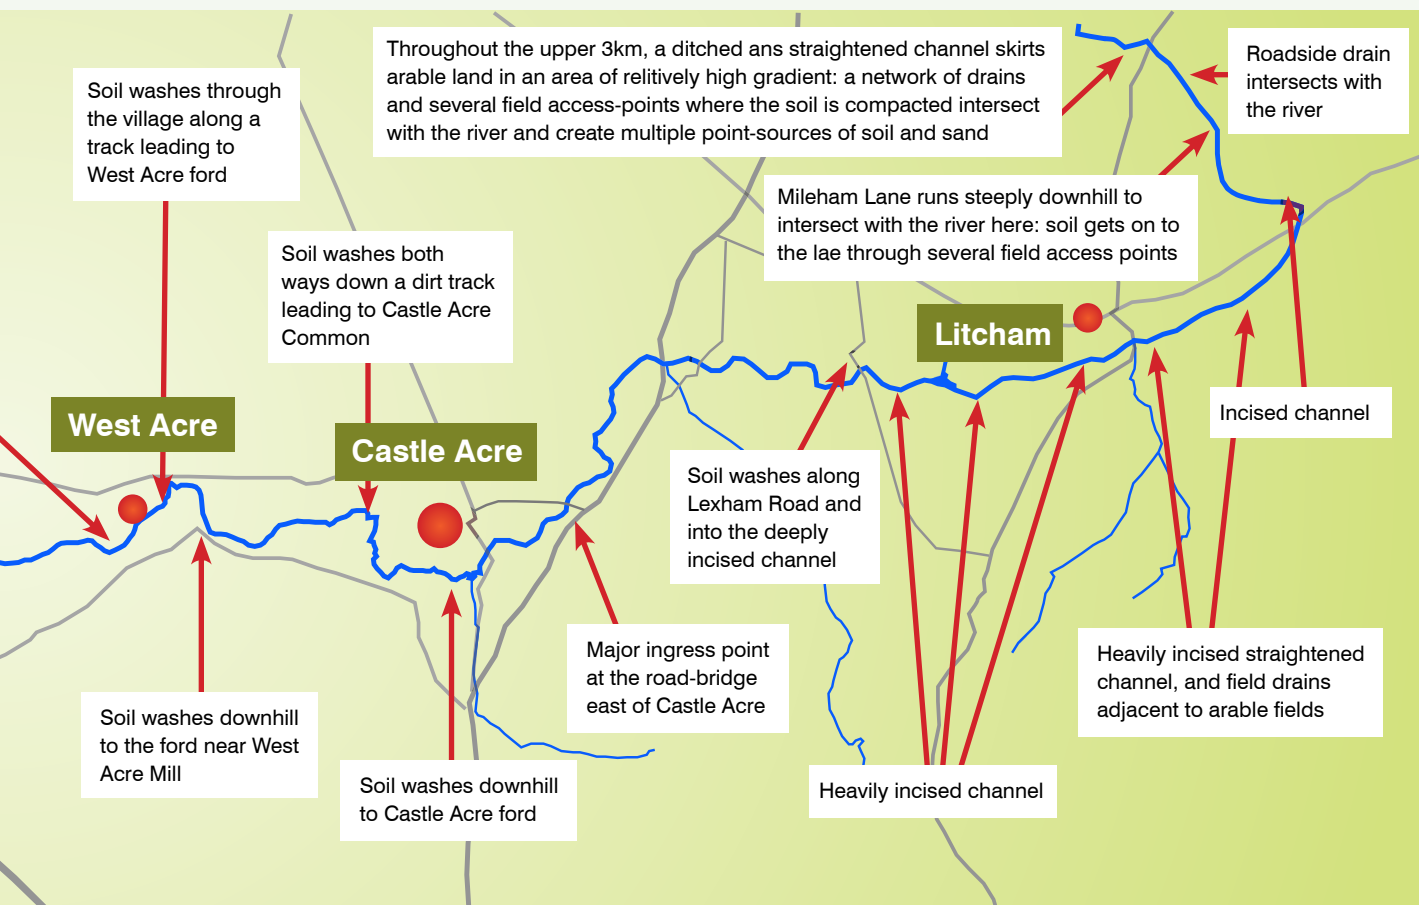 Throughout the upper 3km, a ditched ans straightened channel skirts
arable land in an area of relitively high gradient: a network of drains
and several field access-points where the soil is compacted intersect
with the river and create multiple point-sources of soil and sand
Roadside drain
intersects with
the river
Soil washes through
the village along a
track leading to
West Acre ford
Mileham Lane runs steeply downhill to
intersect with the river here: soil gets on to
the lae through several field access points
Soil washes both
ways down a dirt track
leading to Castle Acre
Common
Litcham
Incised channel
West Acre
Castle Acre
Soil washes along
Lexham Road and
into the deeply
incised channel
Major ingress point
at the road-bridge
east of Castle Acre
Heavily incised straightened
channel, and field drains
adjacent to arable fields
Soil washes downhill
to the ford near West
Acre Mill
Soil washes downhill
to Castle Acre ford
Heavily incised channel